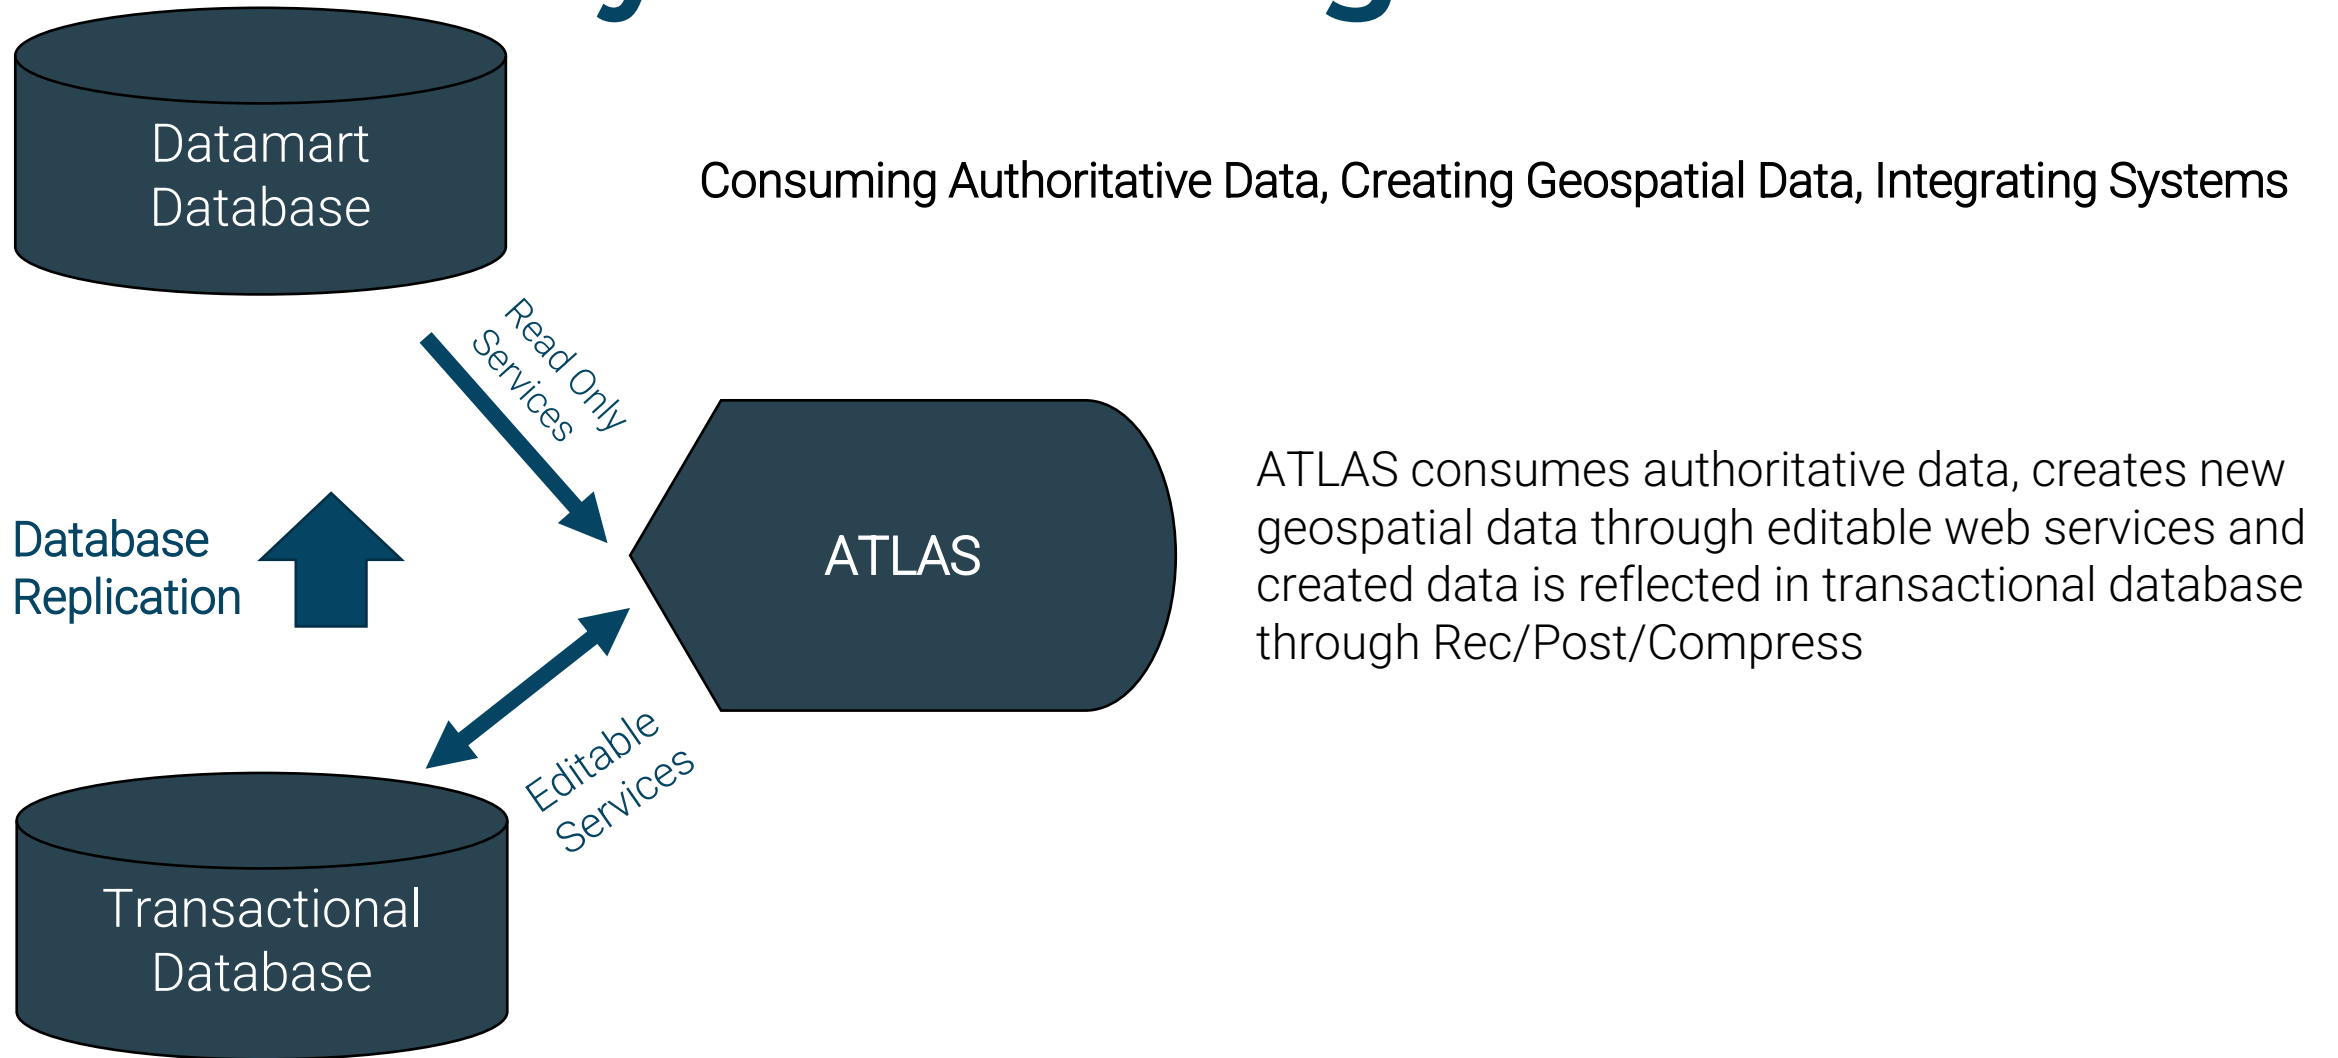 Datamart
Database
Consuming Authoritative Data, Creating Geospatial Data, Integrating Systems
Read Only
Services
Database
Replication
ATLAS
ATLAS consumes authoritative data, creates new
geospatial data through editable web services and
created data is reflected in transactional database
through Rec/Post/Compress
Editable
Services
Transactional
Database